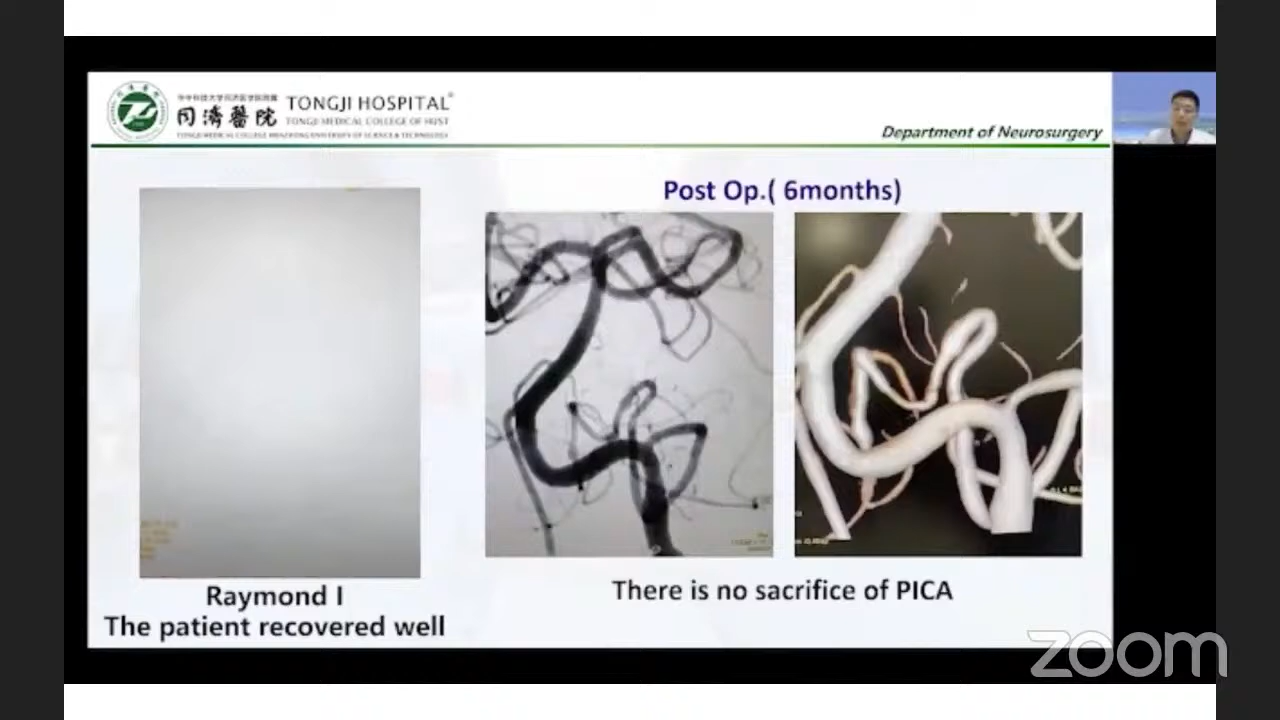 同濟醫院
TONGJI HOSPITAL
TONGJI MEDICAL COLLEGE OF HUST
Department of Neurosurgery
Post Op.( 6months)
Raymond I
The patient recovered well
There is no sacrifice of PICA
zoom